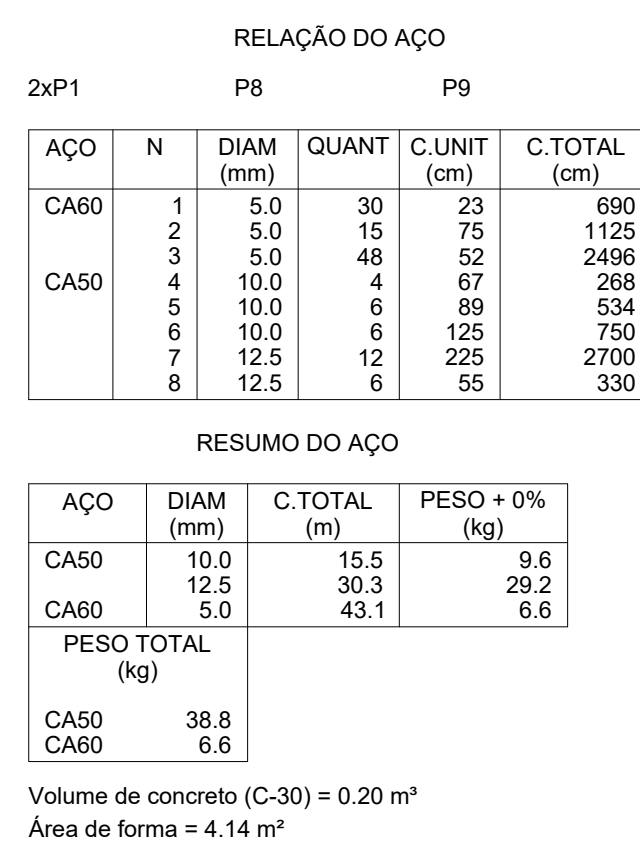 RELAÇÃO DO AÇO
2xP1 P8 P9
AÇO N DIAM QUANT C.UNIT C.TOTAL
(mm) (cm) (cm)
CA60 1 5.0 30 23 690
2 5.0 15 75 1125
3 5.0 48 52 2496
CA50 4 10.0 4 67 268
5 10.0 6 89 534
6 10.0 6 125 750
7 12.5 12 225 2700
8 12.5 6 55 330
RESUMO DO AÇO
AÇO DIAM C.TOTAL PESO + 0%
(mm) (m) (kg)
CA50 10.0 15.5 9.6
12.5 30.3 29.2
CA60 5.0 43.1 6.6
PESO TOTAL
(kg)
CA50 38.8
CA60 6.6
Volume de concreto (C-30) = 0.20 m³
Área de forma = 4.14 m²